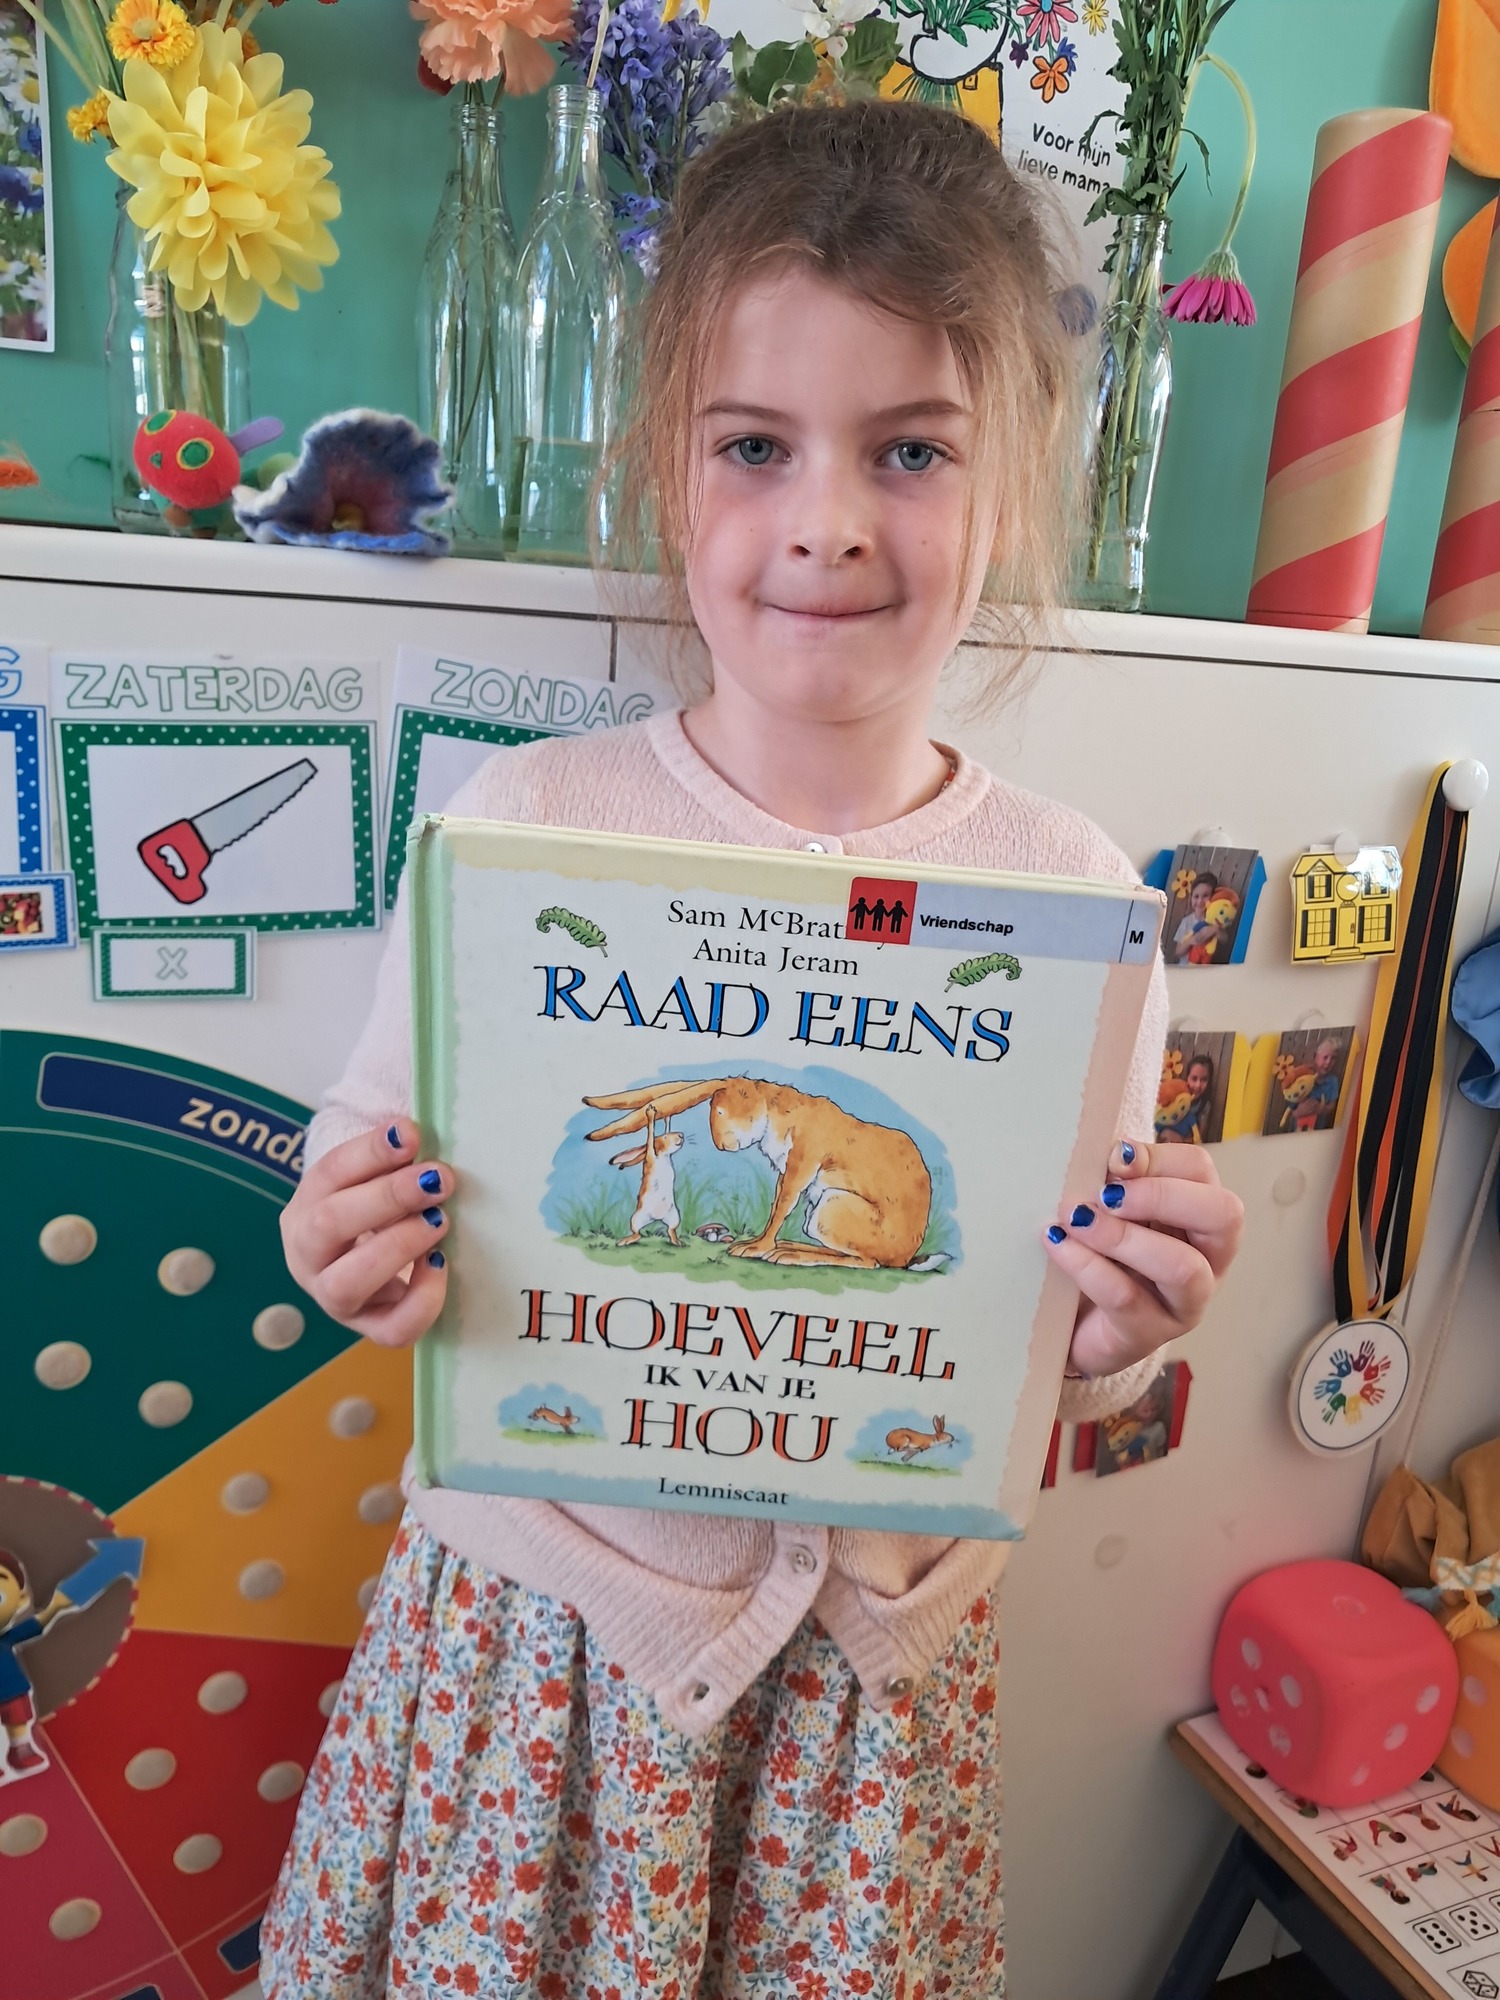 Voor mijn
lieve mama
G
ZATERDAG
ZONDAG
X
Sam McBrat
Vriendschap
M
Anita Jeram
RAAD EENS
HOEVEEL
IK VAN JE
HOU
Lemniscaat
zonda